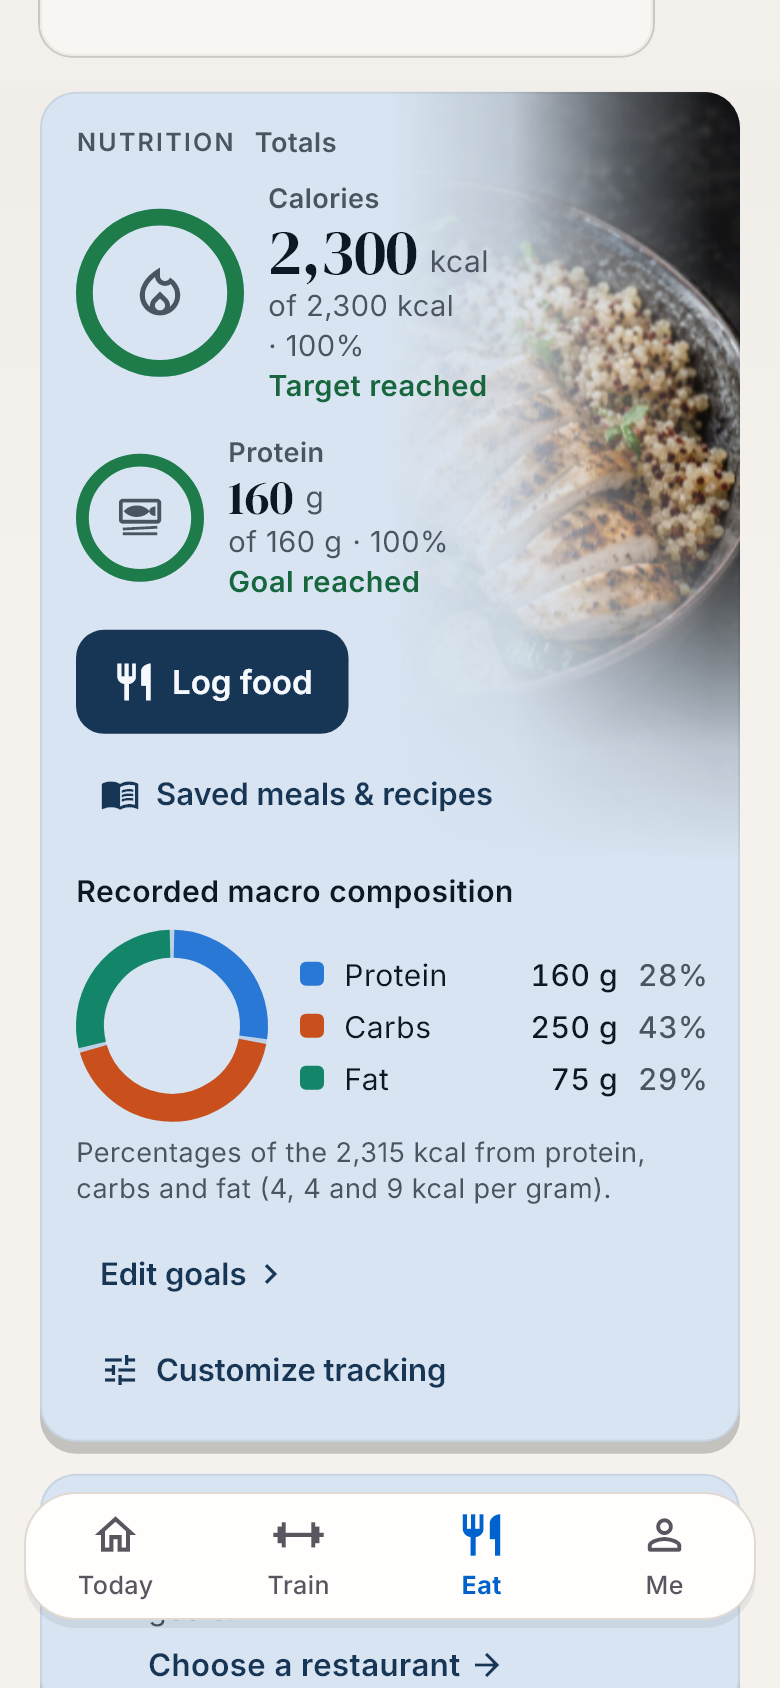 NUTRITION Totals
Calories
2,300 kcal
of 2,300 kcal
· 100%
Target reached
Protein
160 g
of 160 g · 100%
Goal reached
Log food
Saved meals & recipes
Recorded macro composition
Protein 160 g 28%
Carbs 250 g 43%
Fat 75 g 29%
Percentages of the 2,315 kcal from protein,
carbs and fat (4, 4 and 9 kcal per gram).
Edit goals
Customize tracking
Today Train Eat Me
Choose a restaurant →